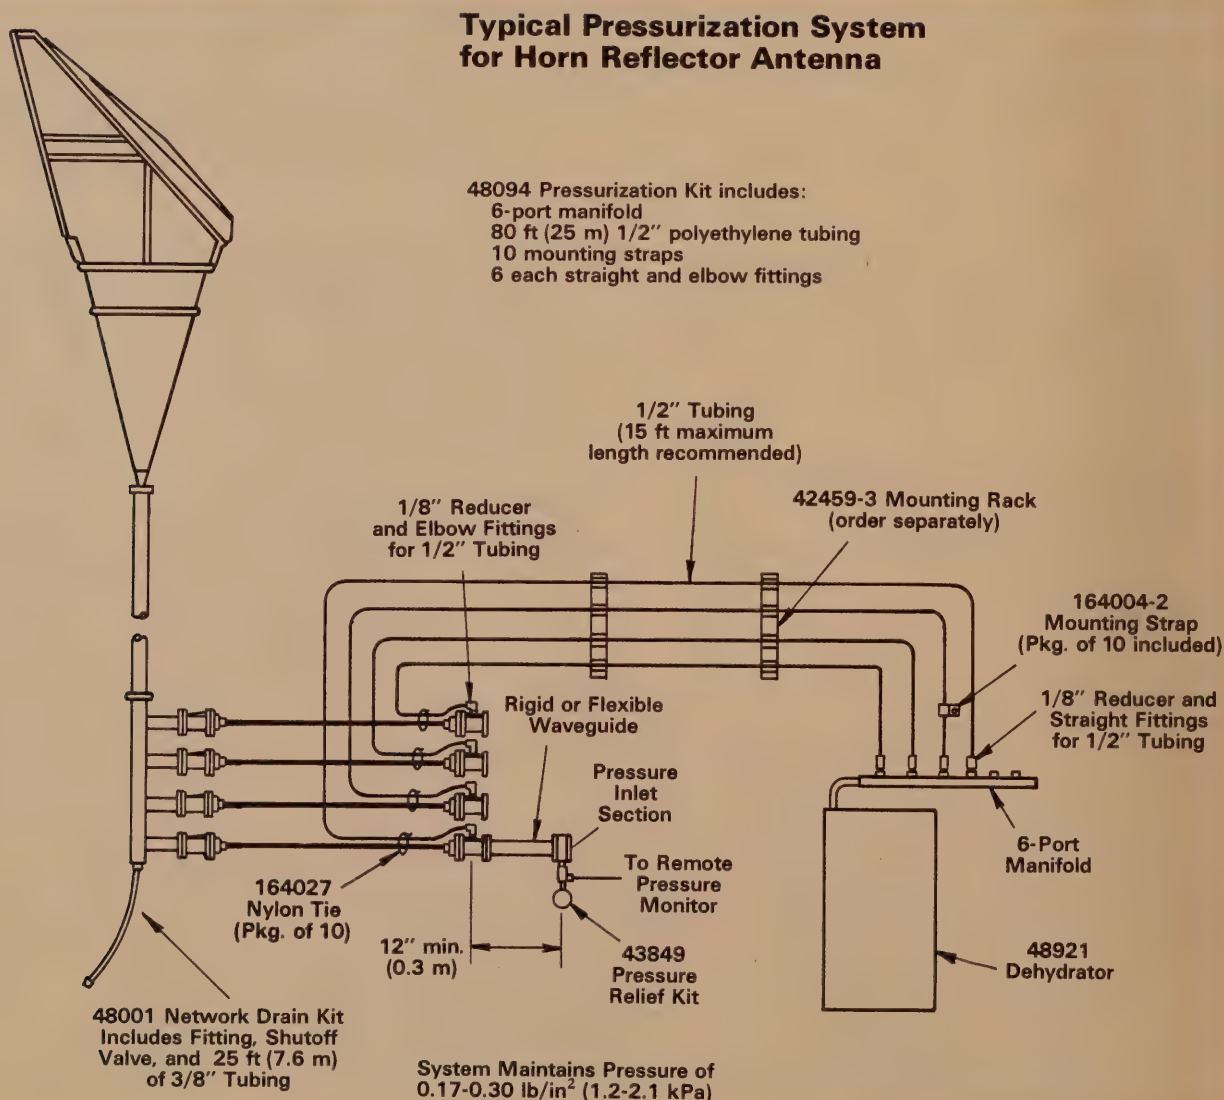 Typical Pressurization System
for Horn Reflector Antenna
48094 Pressurization Kit includes:
6-port manifold
80 ft (25 m) 1/2" polyethylene tubing
10 mounting straps
6 each straight and elbow fittings
1/2" Tubing
(15 ft maximum
length recommended)
42459-3 Mounting Rack
(order separately)
1/8" Reducer
and Elbow Fittings
for 1/2" Tubing
164004-2
Mounting Strap
(Pkg. of 10 included)
1/8" Reducer and
Straight Fittings
for 1/2" Tubing
Rigid or Flexible
Waveguide
Pressure
Inlet
Section
6-Port
Manifold
To Remote
Pressure
Monitor
164027
Nylon Tie
(Pkg. of 10)
12" min.
(0.3 m)
43849
Pressure
Relief Kit
48921
Dehydrator
48001 Network Drain Kit
Includes Fitting, Shutoff
Valve, and 25 ft (7.6 m)
of 3/8" Tubing
System Maintains Pressure of
0.17-0.30 lb/in² (1.2-2.1 kPa)